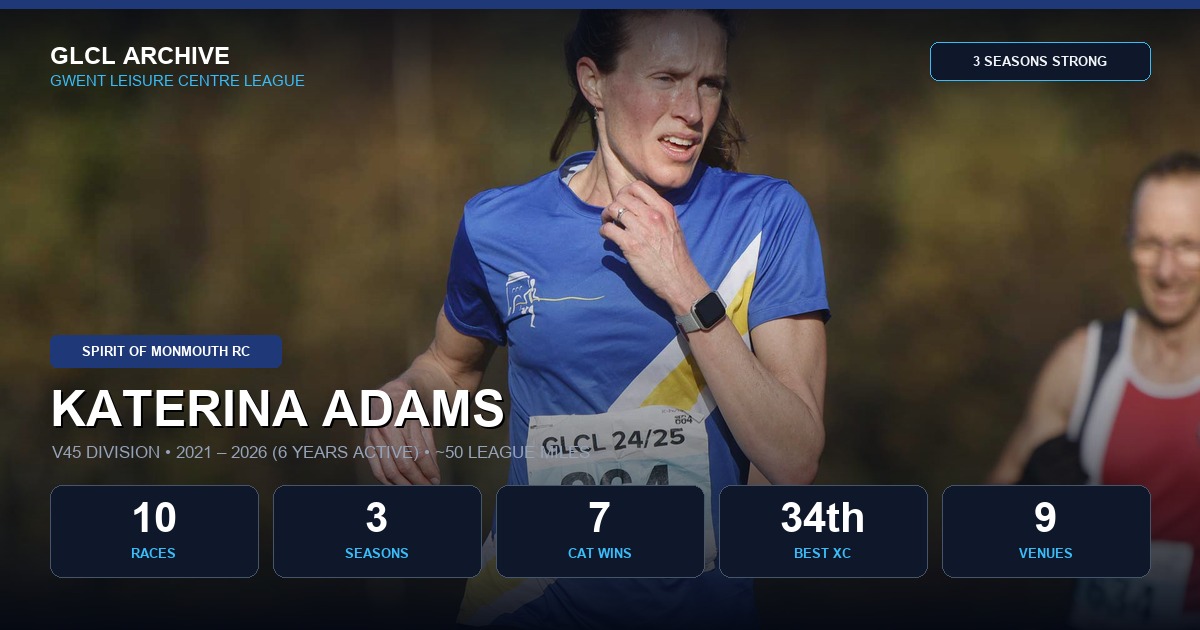 GLCL ARCHIVE
GWENT LEISURE CENTRE LEAGUE
3 SEASONS STRONG
SPIRIT OF MONMOUTH RC
KATERINA ADAMS
V45 DIVISION • 2021 – 2026 (6 YEARS ACTIVE) • ~50 LEAGUE MILES
GLCL 24/25
10
RACES
3
SEASONS
7
CAT WINS
34th
BEST XC
9
VENUES